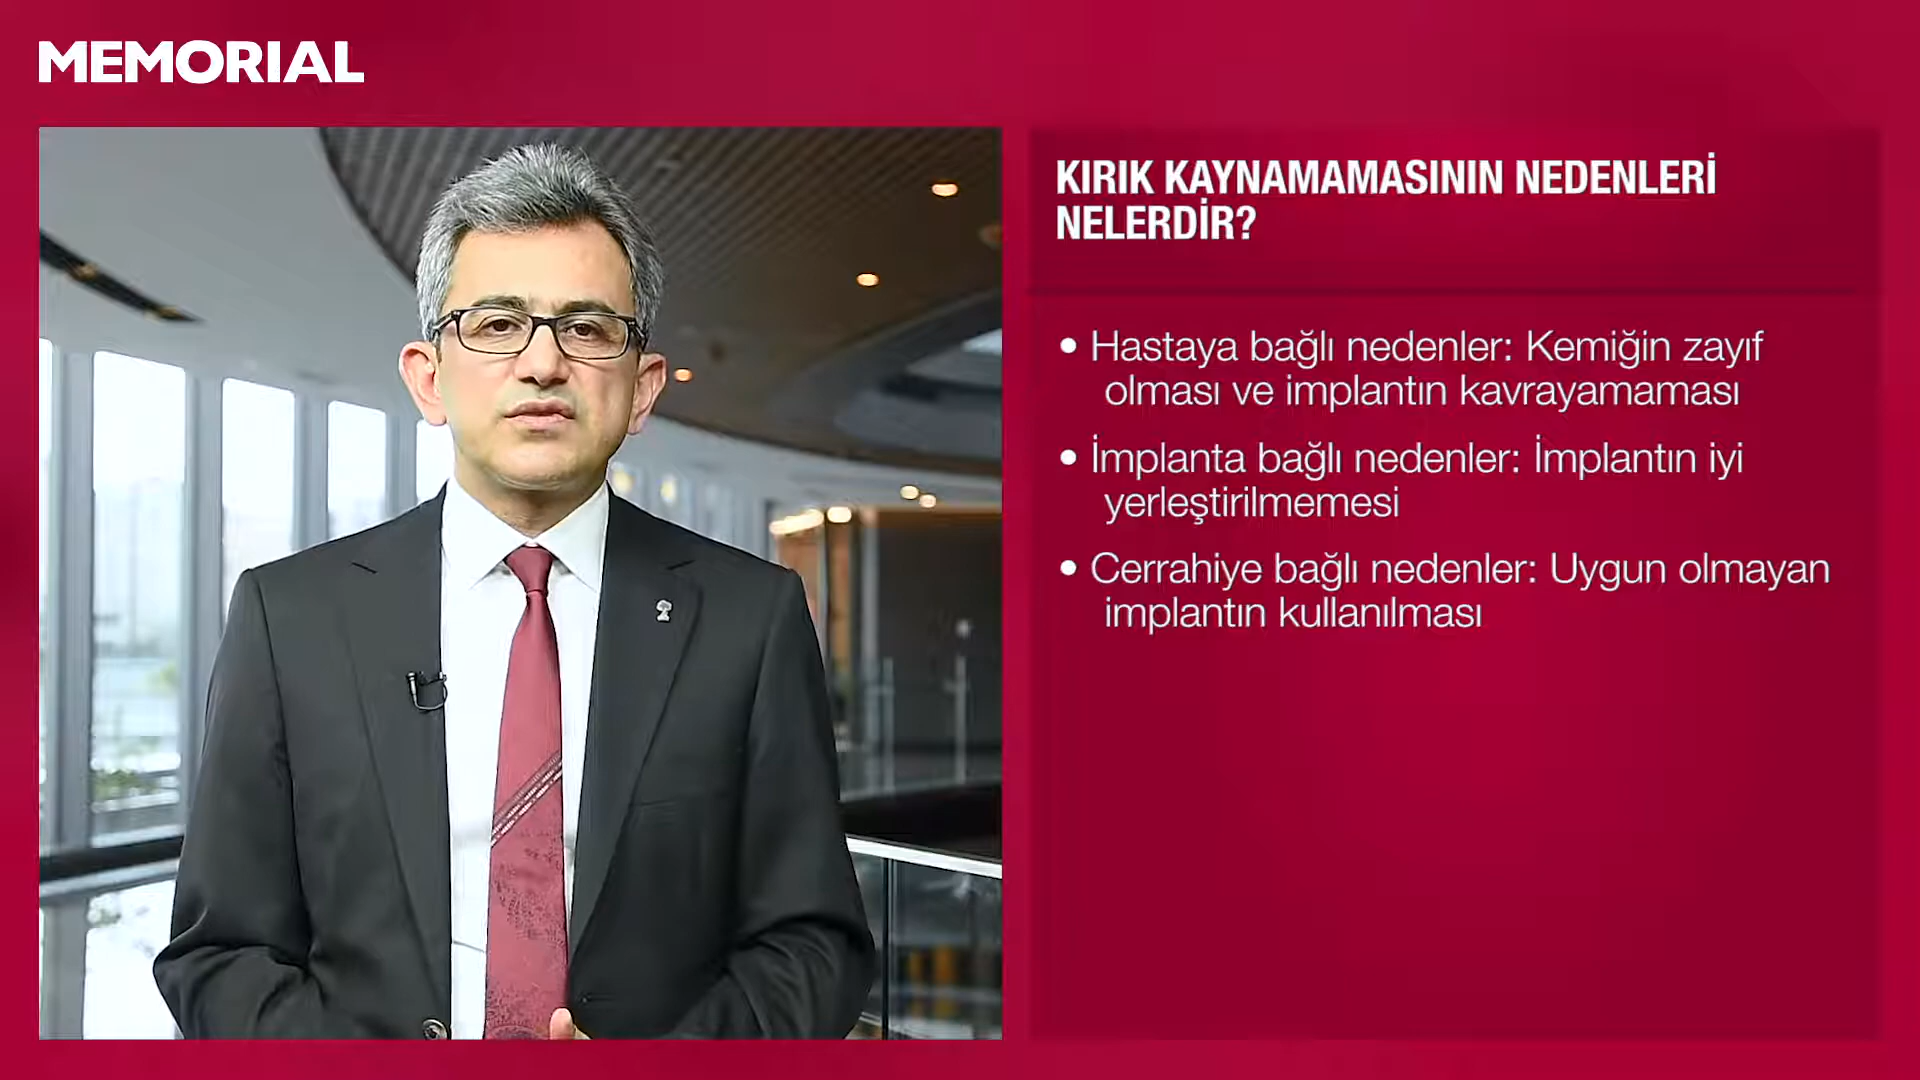 MEMORIAL
KIRIK KAYNAMAMASININ NEDENLERİ
NELERDİR?
• Hastaya bağlı nedenler: Kemiğin zayıf
olması ve implantın kavrayamaması
• İmplanta bağlı nedenler: İmplantın iyi
yerleştirilmemesi
• Cerrahiye bağlı nedenler: Uygun olmayan
implantın kullanılması